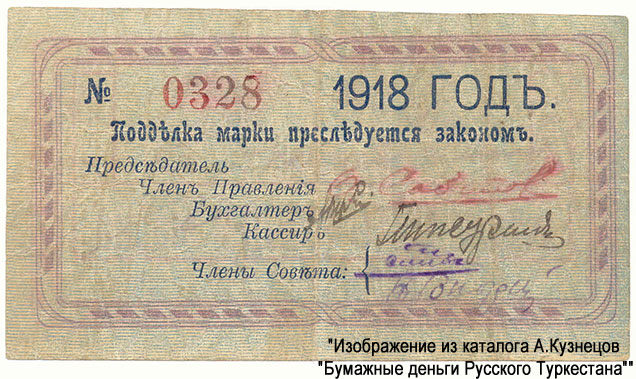 № 0328 1918 ГОДЪ.
Поддѣлка марки преслѣдуется закономъ.
Предсѣдатель
Членъ Правленія
Бухгалтеръ
Кассиръ
Члены Совѣта:
"Изображение из каталога А.Кузнецов
"Бумажные деньги Русского Туркестана""